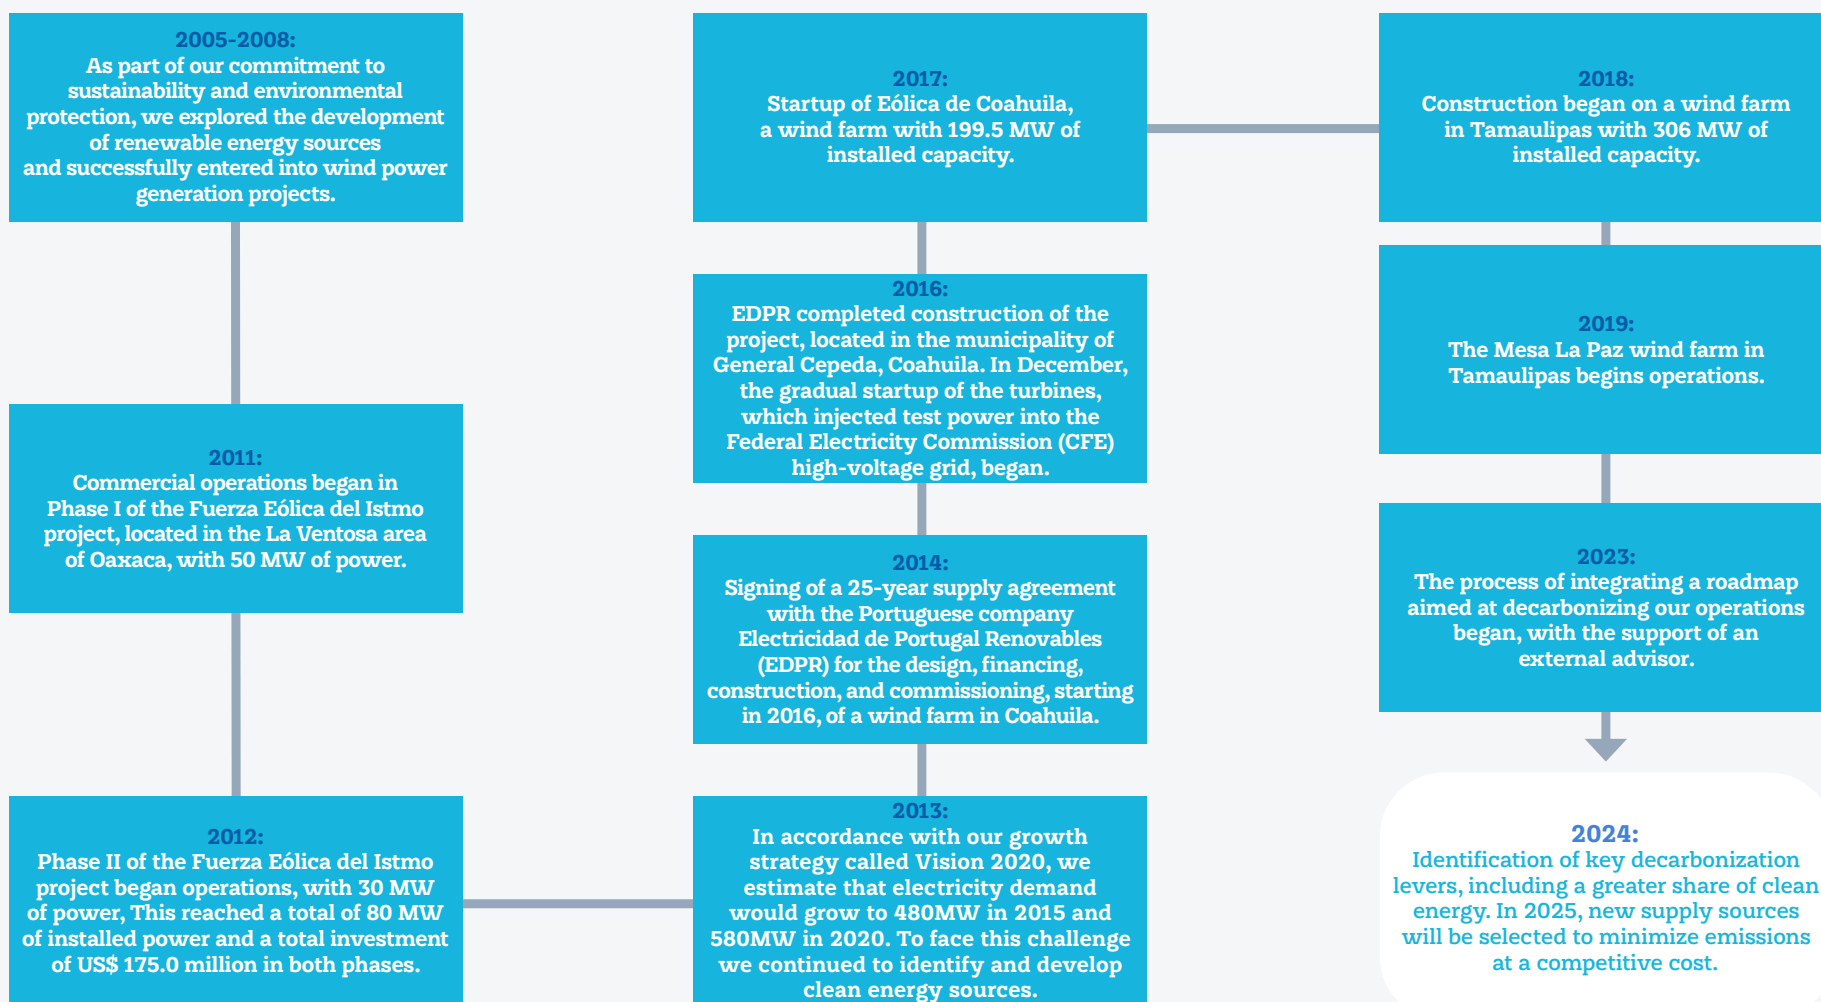 2005-2008:
As part of our commitment to
sustainability and environmental
protection, we explored the development
of renewable energy sources
and successfully entered into wind power
generation projects.
2011:
Commercial operations began in
Phase I of the Fuerza Eólica del Istmo
project, located in the La Ventosa area
of Oaxaca, with 50 MW of power.
2012:
Phase II of the Fuerza Eólica del Istmo
project began operations, with 30 MW
of power, This reached a total of 80 MW
of installed power and a total investment
of US$ 175.0 million in both phases.
2013:
In accordance with our growth
strategy called Vision 2020, we
estimate that electricity demand
would grow to 480MW in 2015 and
580MW in 2020. To face this challenge
we continued to identify and develop
clean energy sources.
2014:
Signing of a 25-year supply agreement
with the Portuguese company
Electricidad de Portugal Renovables
(EDPR) for the design, financing,
construction, and commissioning, starting
in 2016, of a wind farm in Coahuila.
2016:
EDPR completed construction of the
project, located in the municipality of
General Cepeda, Coahuila. In December,
the gradual startup of the turbines,
which injected test power into the
Federal Electricity Commission (CFE)
high-voltage grid, began.
2017:
Startup of Eólica de Coahuila,
a wind farm with 199.5 MW of
installed capacity.
2018:
Construction began on a wind farm
in Tamaulipas with 306 MW of
installed capacity.
2019:
The Mesa La Paz wind farm in
Tamaulipas begins operations.
2023:
The process of integrating a roadmap
aimed at decarbonizing our operations
began, with the support of an
external advisor.
2024:
Identification of key decarbonization
levers, including a greater share of clean
energy. In 2025, new supply sources
will be selected to minimize emissions
at a competitive cost.